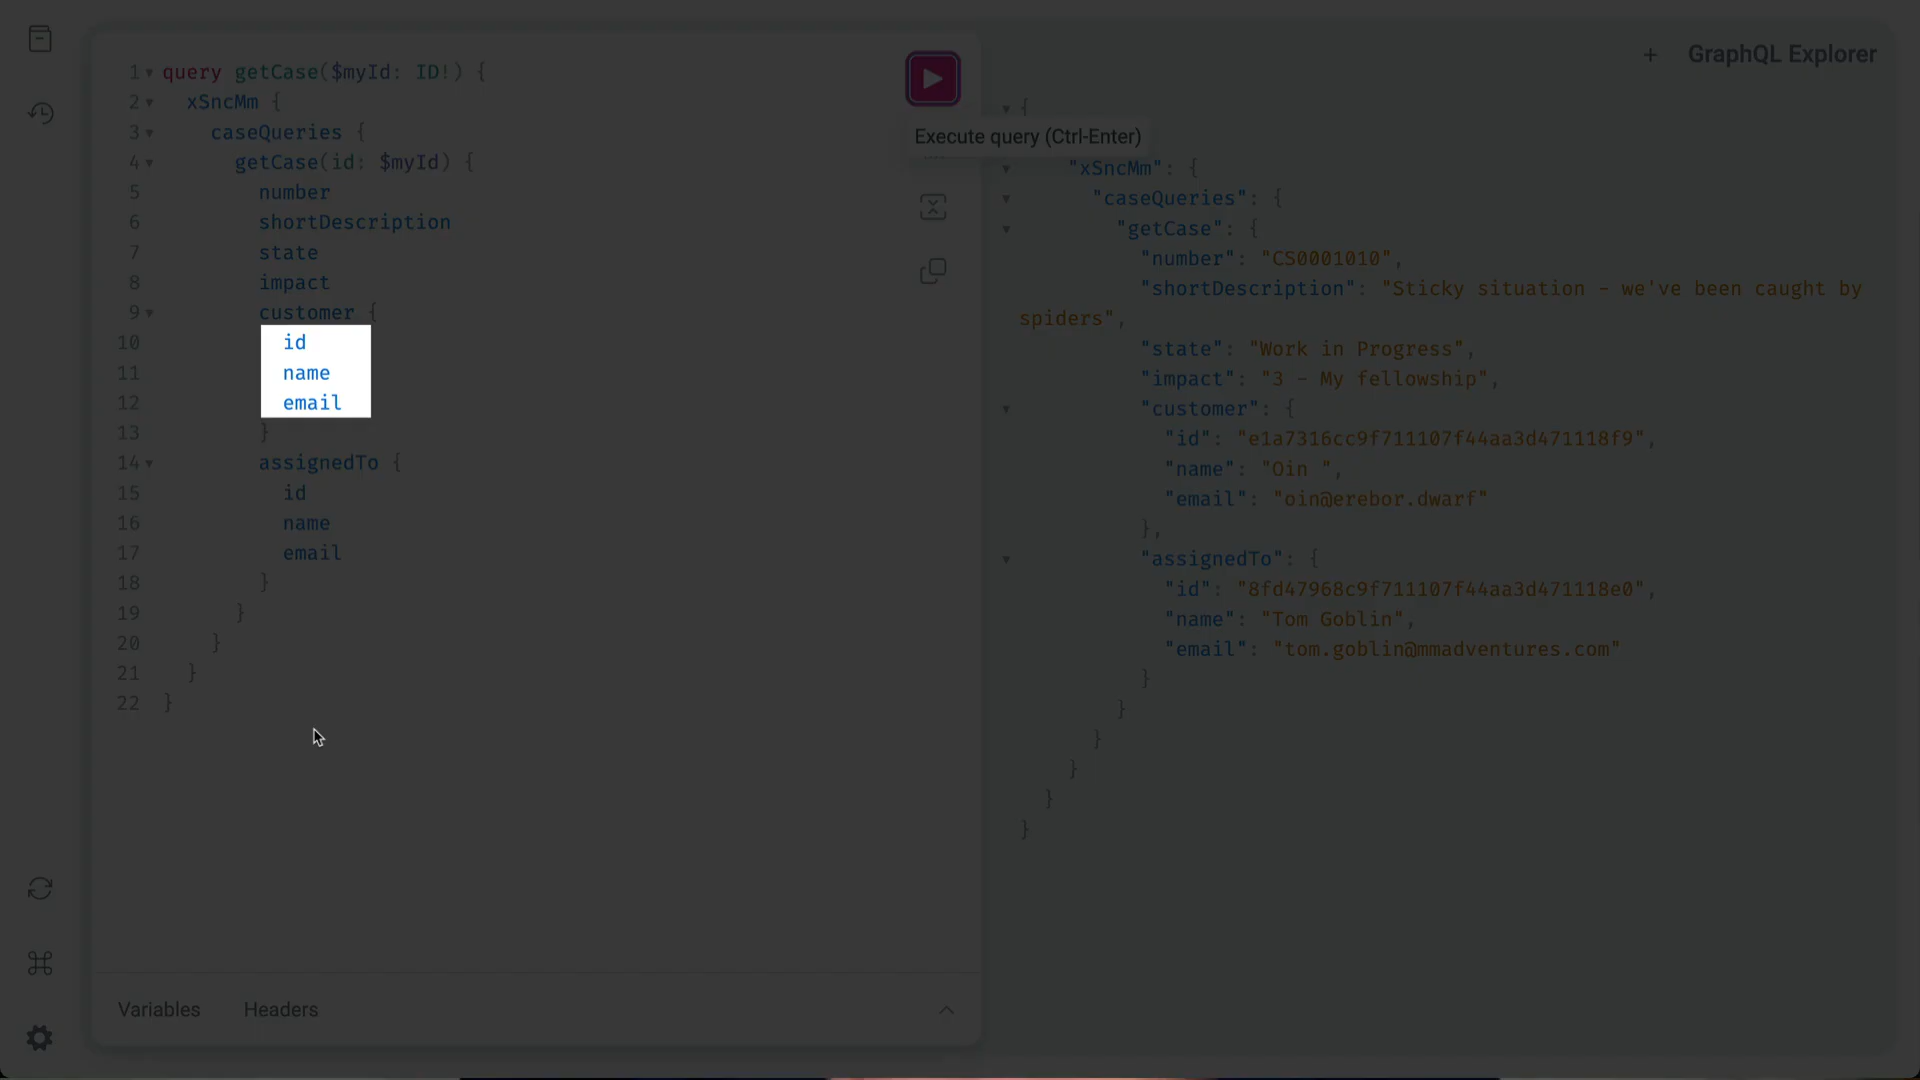 1 query getCase($myId: ID!) {
2 xSncMm {
3 caseQueries {
4 getCase(id: $myId) {
5 number
6 shortDescription
7 state
8 impact
9 customer {
10 id
11 name
12 email
13 }
14 assignedTo {
15 id
16 name
17 email
18 }
19 }
20 }
21 }
22 }
Variables Headers
+ GraphQL Explorer
Execute query (Ctrl-Enter)
{
"xSncMm": {
"caseQueries": {
"getCase": {
"number": "CS0001010",
"shortDescription": "Sticky situation - we've been caught by
spiders",
"state": "Work in Progress",
"impact": "3 - My fellowship",
"customer": {
"id": "e1a7316cc9f711107f44aa3d471118f9",
"name": "Oin ",
"email": "oin@erebor.dwarf"
},
"assignedTo": {
"id": "8fd47968c9f711107f44aa3d471118e0",
"name": "Tom Goblin",
"email": "tom.goblin@mmadventures.com"
}
}
}
}
}
}